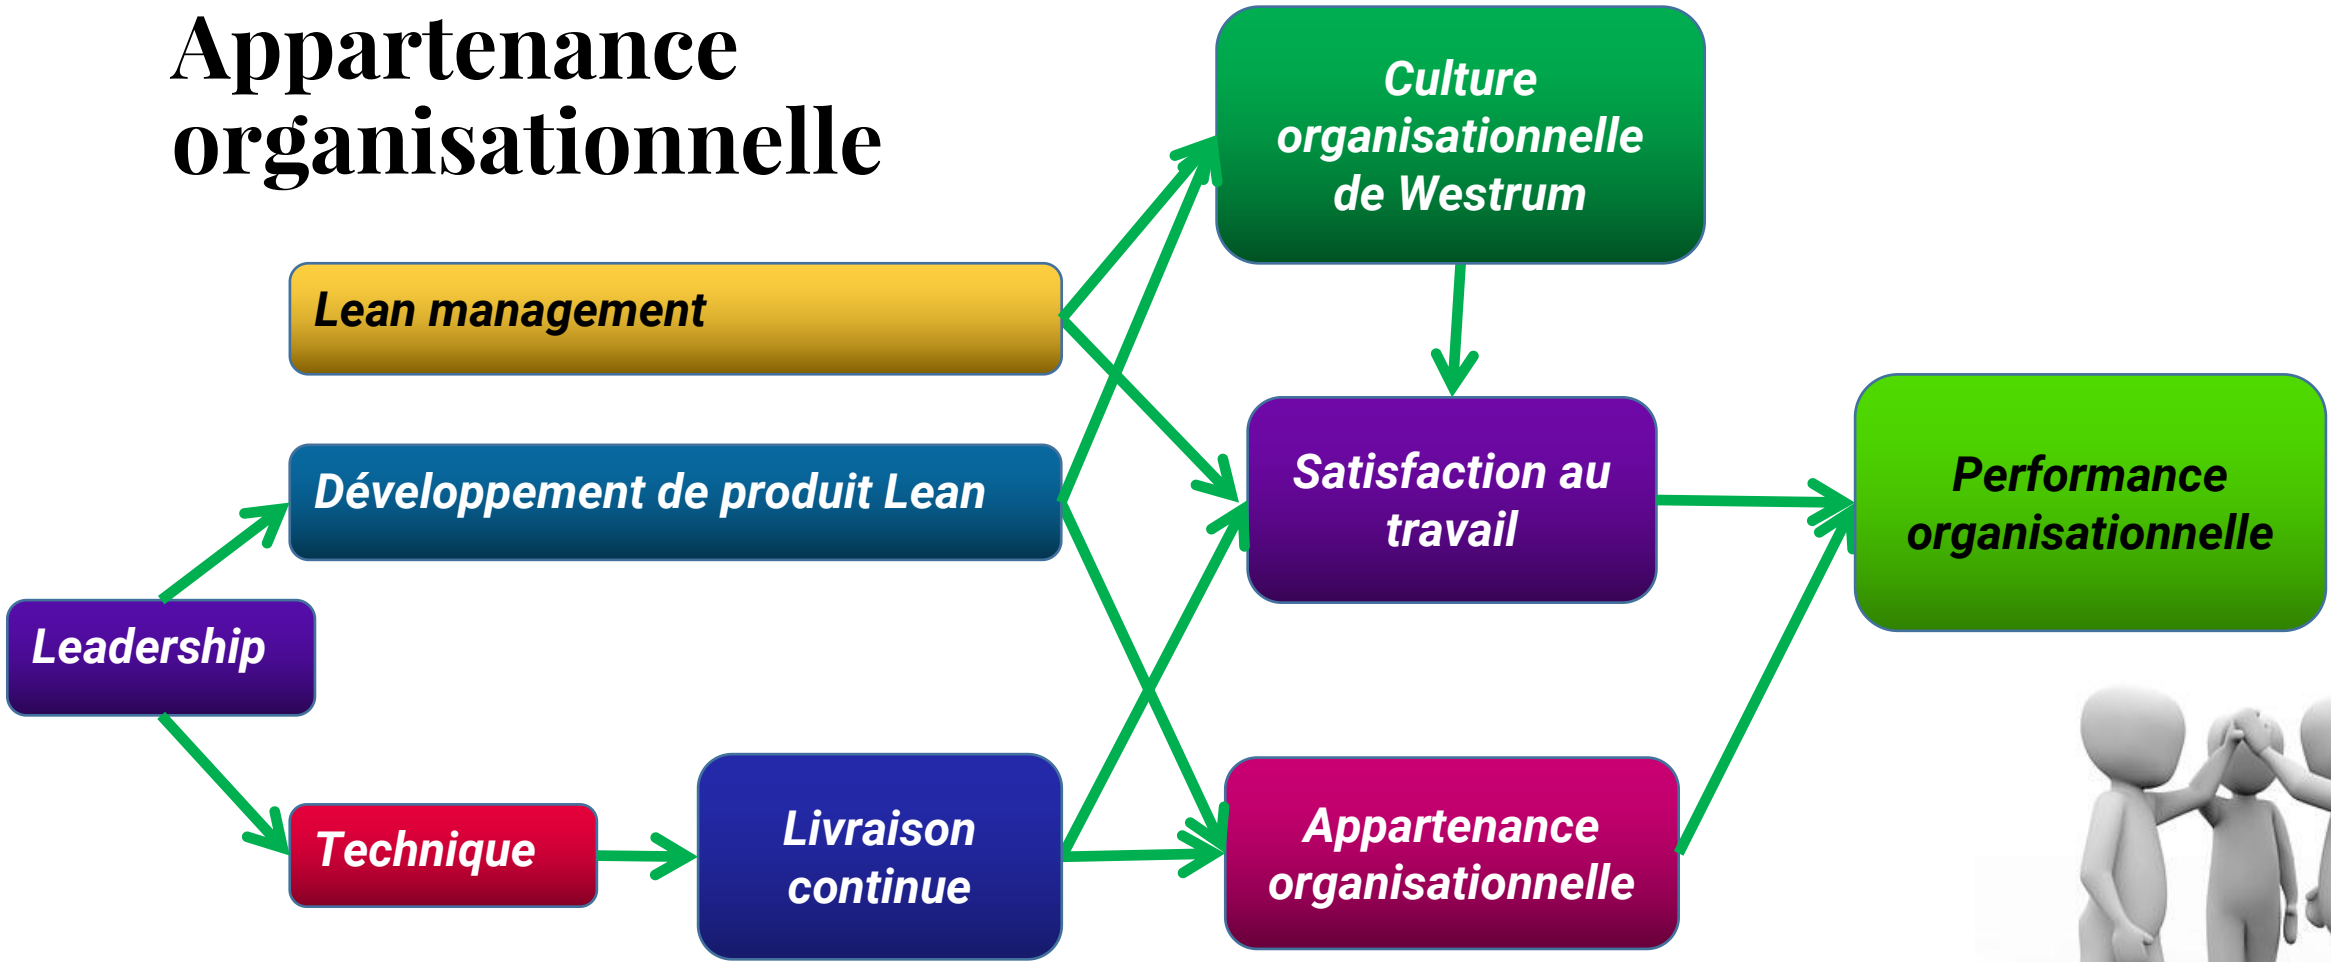 Appartenance
organisationnelle
Culture
organisationnelle
de Westrum
Lean management
Développement de produit Lean
Satisfaction au
travail
Performance
organisationnelle
Leadership
Technique
Livraison
continue
Appartenance
organisationnelle